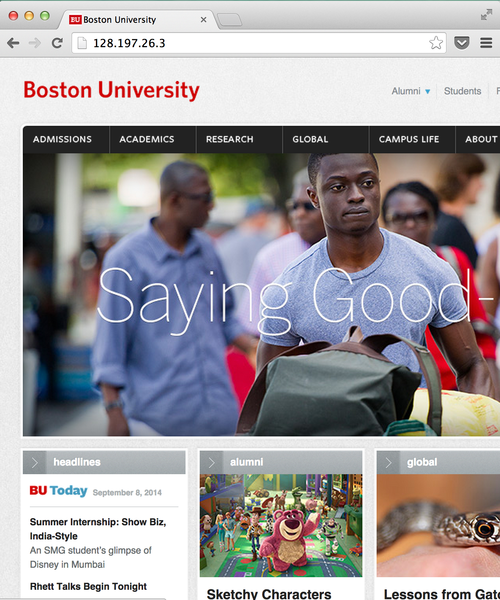 BU Boston University
128.197.26.3
Boston University
Alumni Students
ADMISSIONS ACADEMICS RESEARCH GLOBAL CAMPUS LIFE ABOUT
Saying Good-
headlines alumni global
BU Today September 8, 2014
Summer Internship: Show Biz,
India-Style
An SMG student's glimpse of
Disney in Mumbai
Rhett Talks Begin Tonight
Sketchy Characters
Lessons from Gato